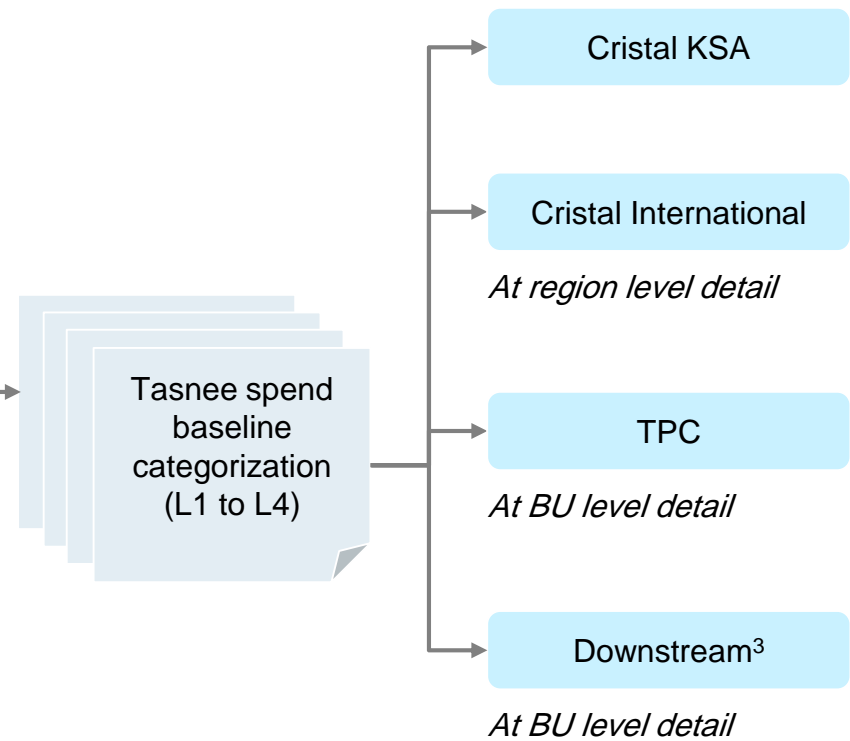 Cristal KSA
Cristal International
At region level detail
Tasnee spend
baseline
categorization
(L1 to L4)
TPC
At BU level detail
Downstream³
At BU level detail